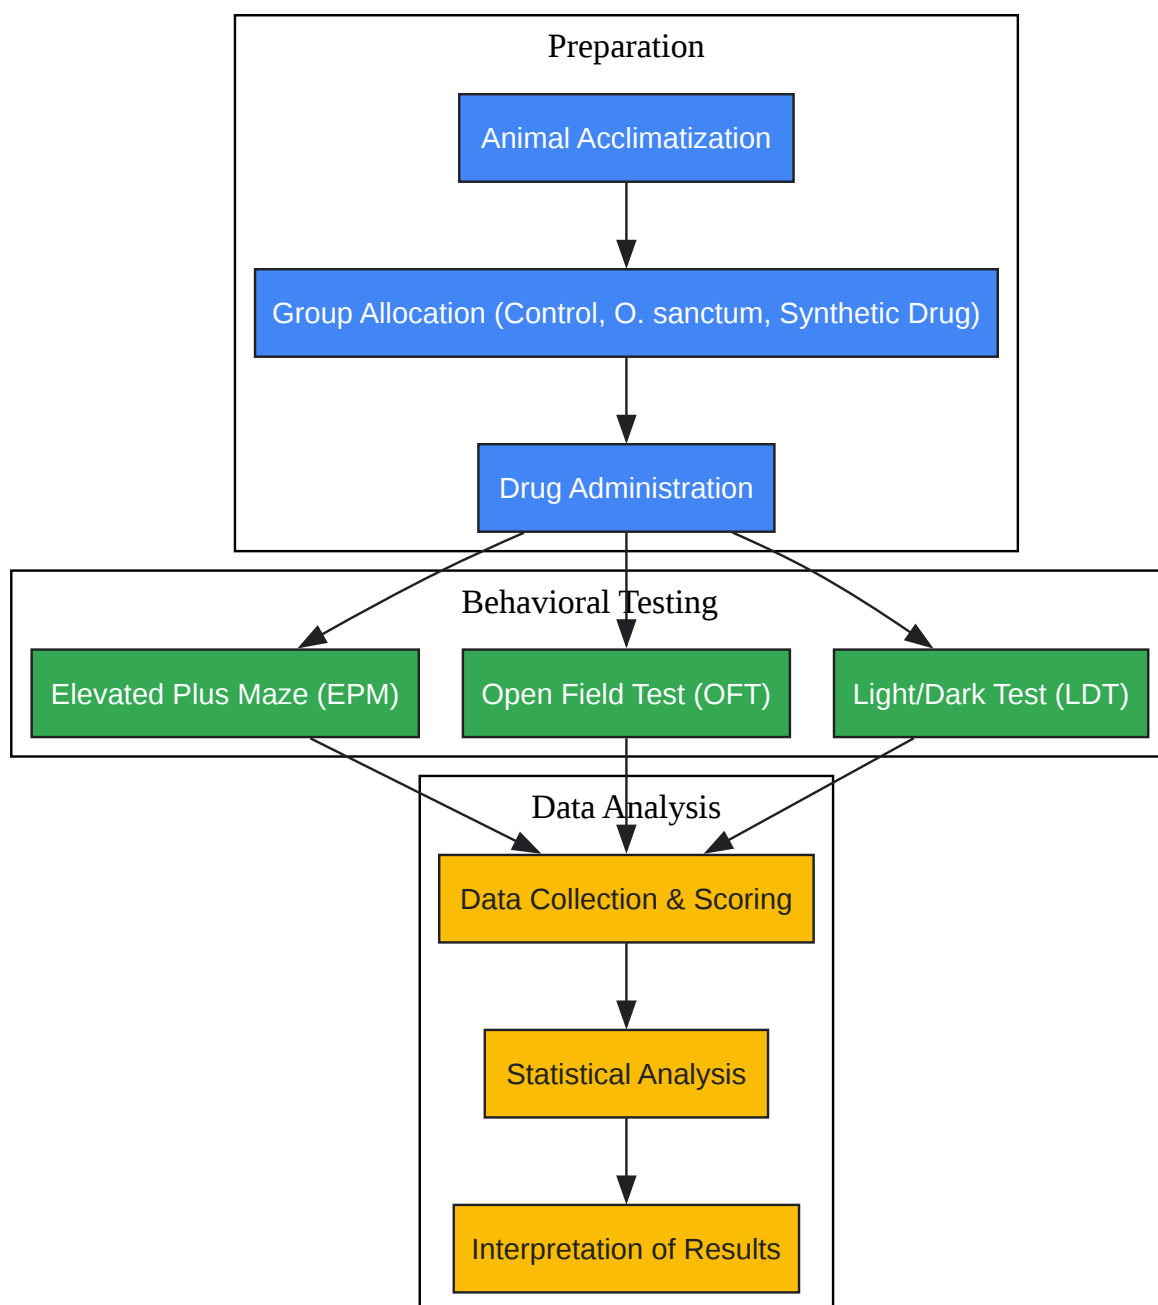 Preparation
Animal Acclimatization
Group Allocation (Control, O. sanctum, Synthetic Drug)
Drug Administration
Behavioral Testing
Elevated Plus Maze (EPM)
Open Field Test (OFT)
Light/Dark Test (LDT)
Data Analysis
Data Collection & Scoring
Statistical Analysis
Interpretation of Results